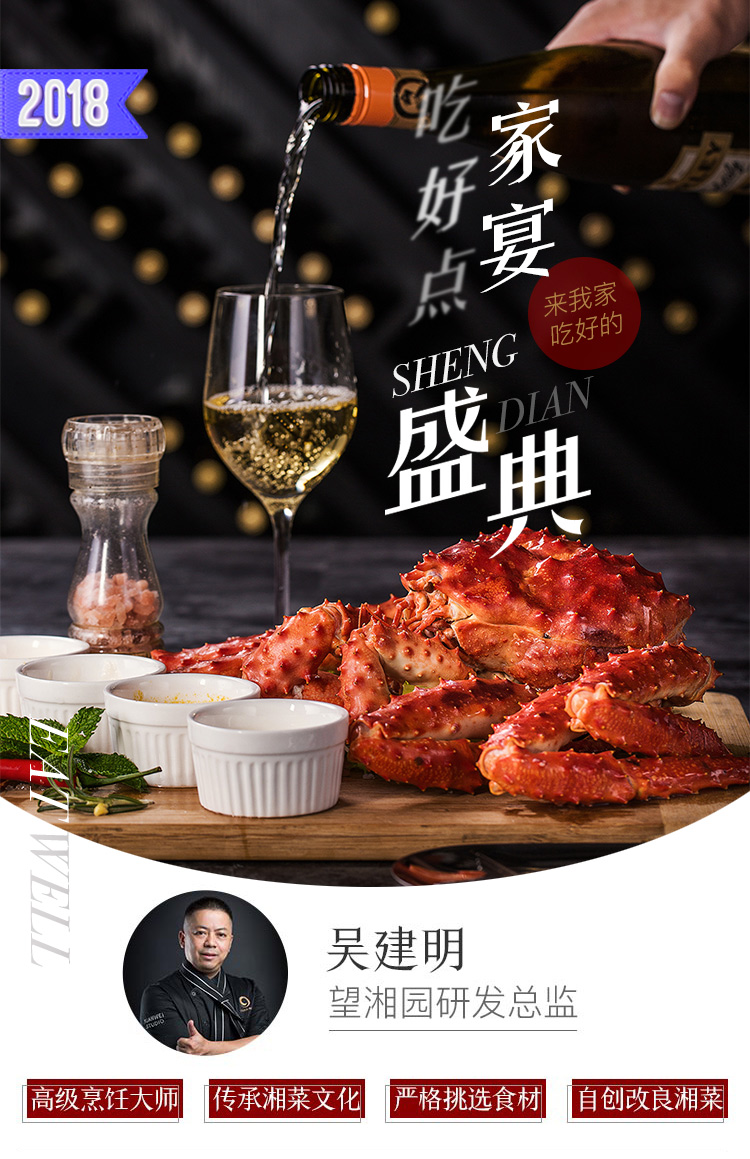 2018
吃好点
家宴
来我家
吃好的
SHENG
DIAN
盛典
EAT WELL
吴建明
望湘园研发总监
高级烹饪大师
传承湘菜文化
严格挑选食材
自创改良湘菜